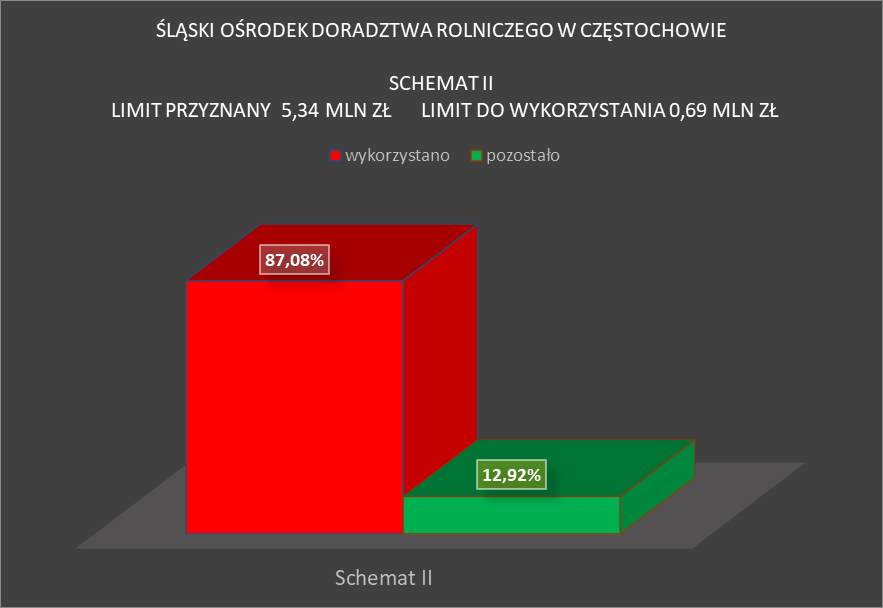 ŚLĄSKI OŚRODEK DORADZTWA ROLNICZEGO W CZĘSTOCHOWIE
SCHEMAT II
LIMIT PRZYZNANY 5,34 MLN ZŁ LIMIT DO WYKORZYSTANIA 0,69 MLN ZŁ
wykorzystano pozostało
87,08%
12,92%
Schemat II